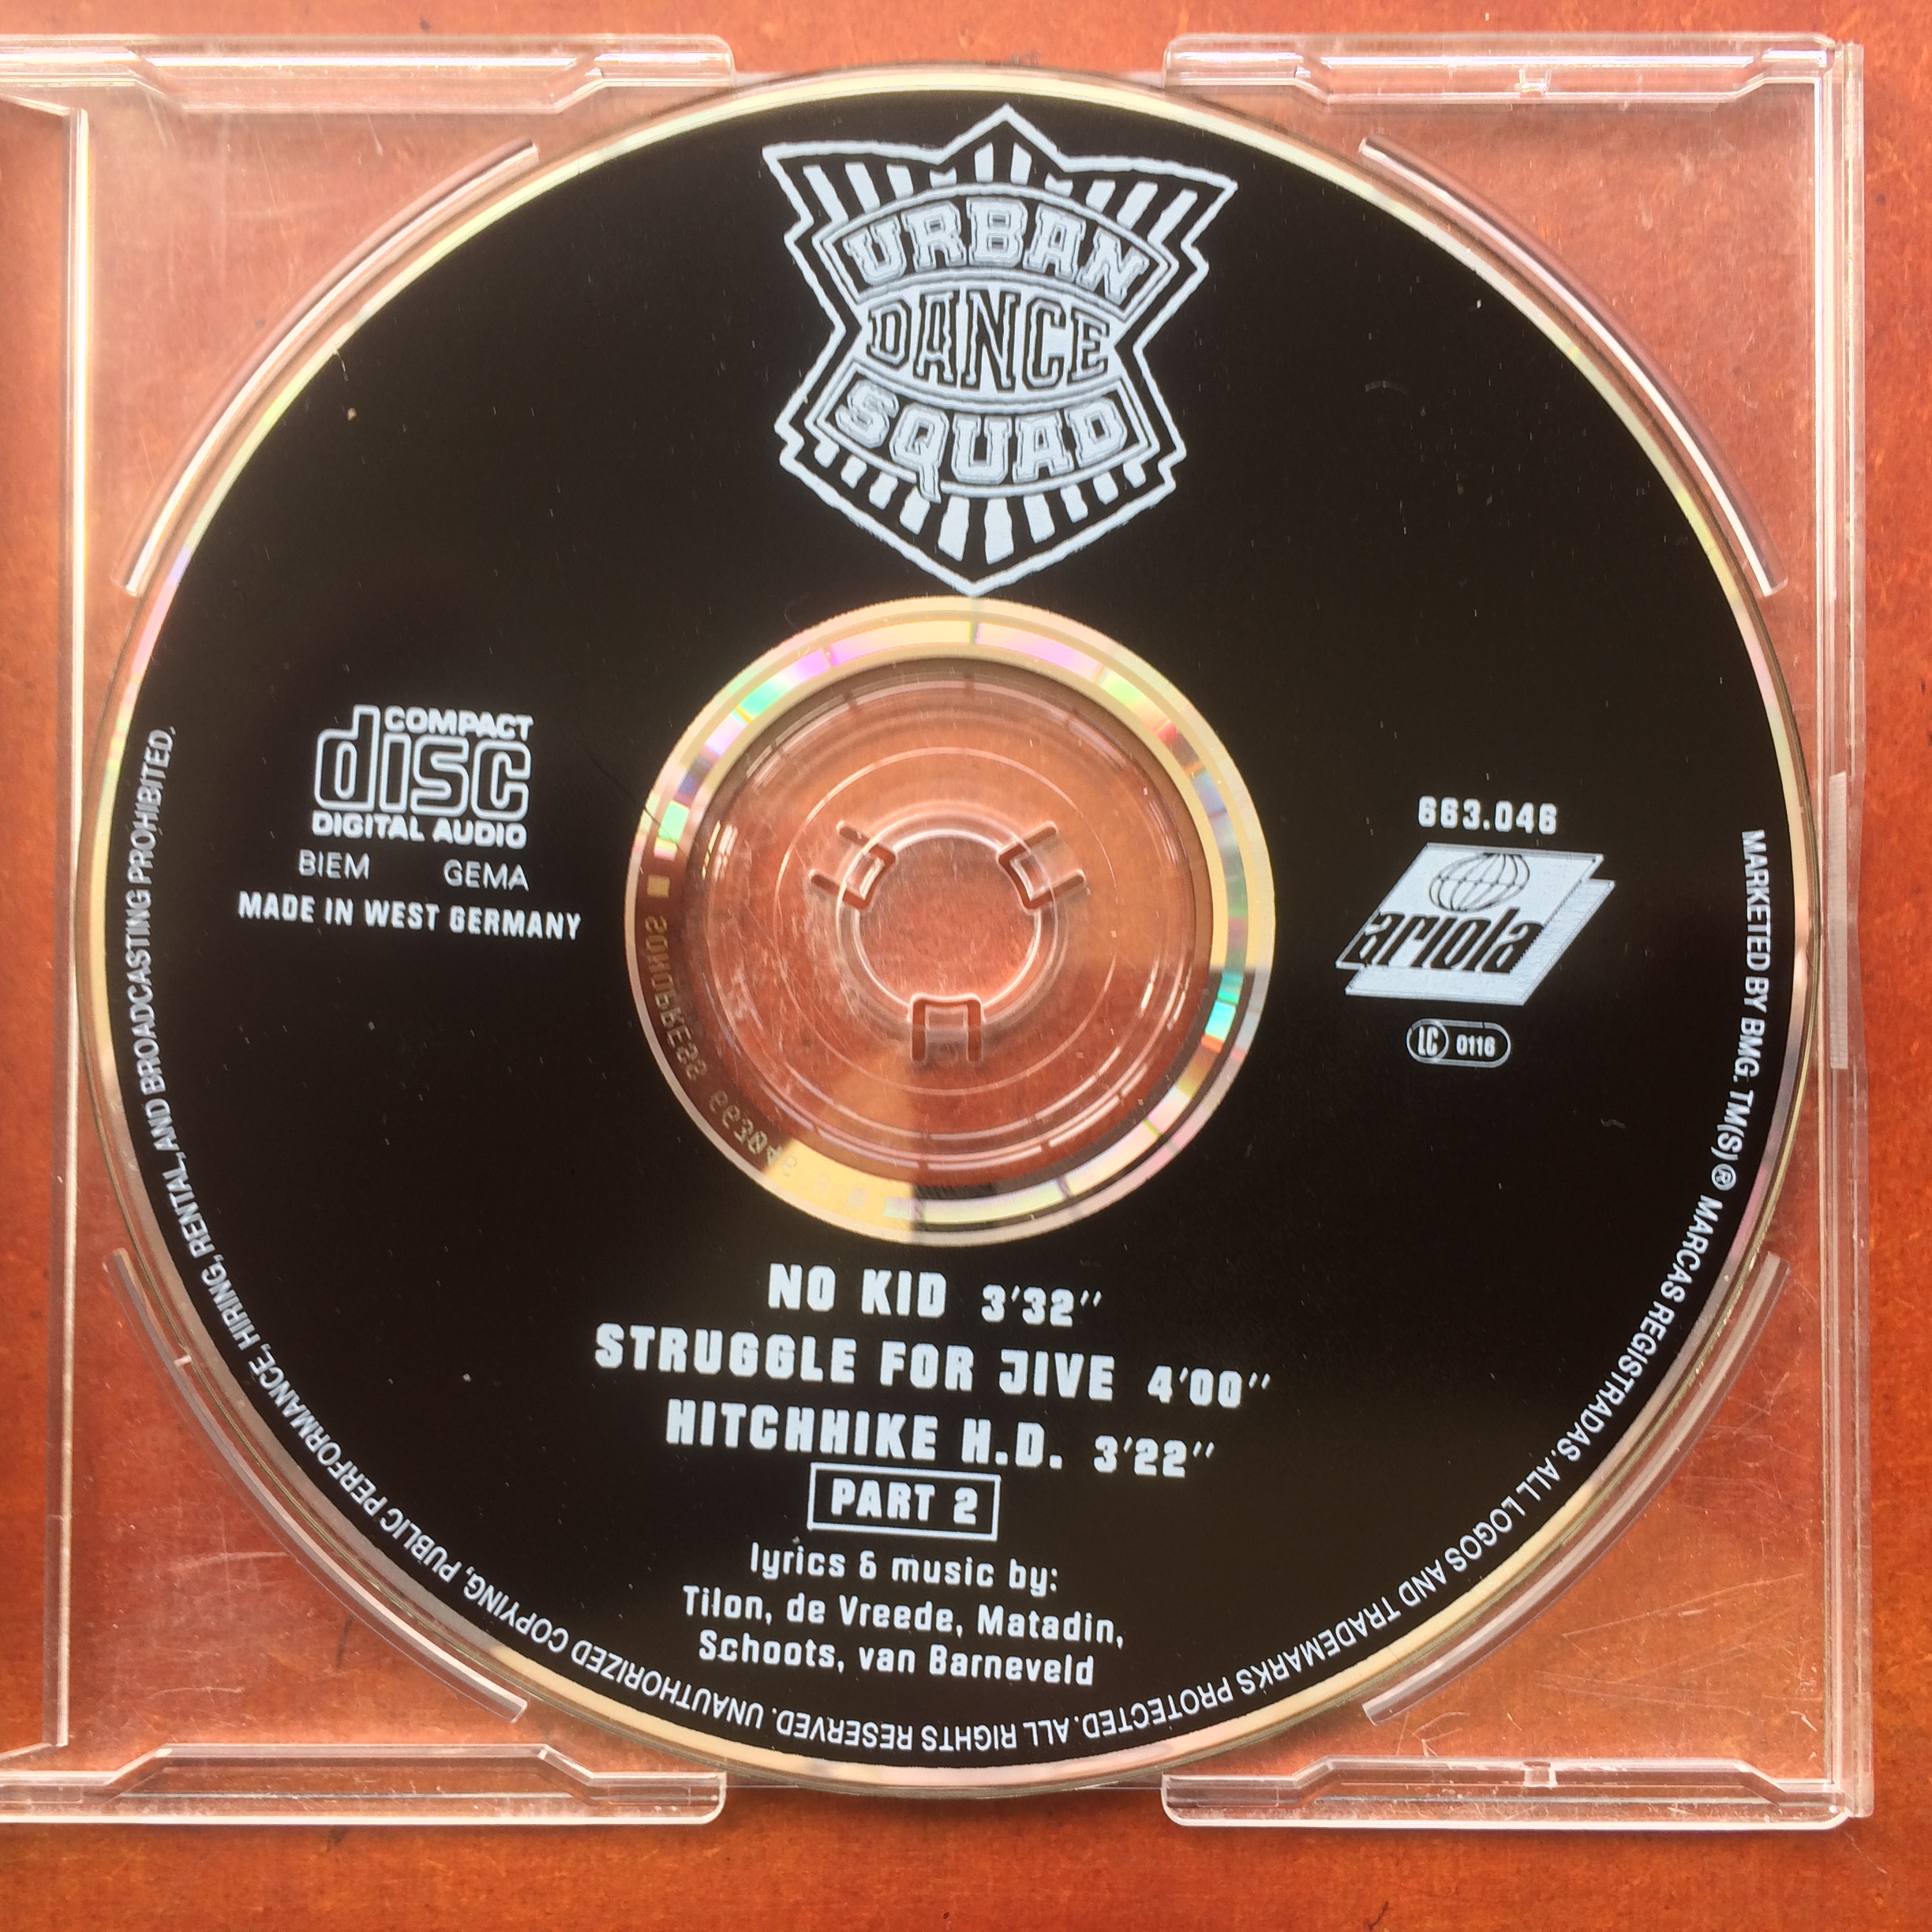 URBAN
DANCE
SQUAD
COMPACT
disc
DIGITAL AUDIO
BIEM GEMA
MADE IN WEST GERMANY
663.046
ariola
LC 0116
NO KID 3'32"
STRUGGLE FOR JIVE 4'00"
HITCHHIKE H.D. 3'22"
PART 2
lyrics & music by:
Tilon, de Vreede, Matadin,
Schoots, van Barneveld
MARKETED BY BMG. TM(S) ® MARCAS REGISTRADAS. ALL LOGOS AND TRADEMARKS PROTECTED. ALL RIGHTS RESERVED. UNAUTHORIZED COPYING, PUBLIC PERFORMANCE, HIRING, RENTAL, AND BROADCASTING PROHIBITED.
SONOPRESS